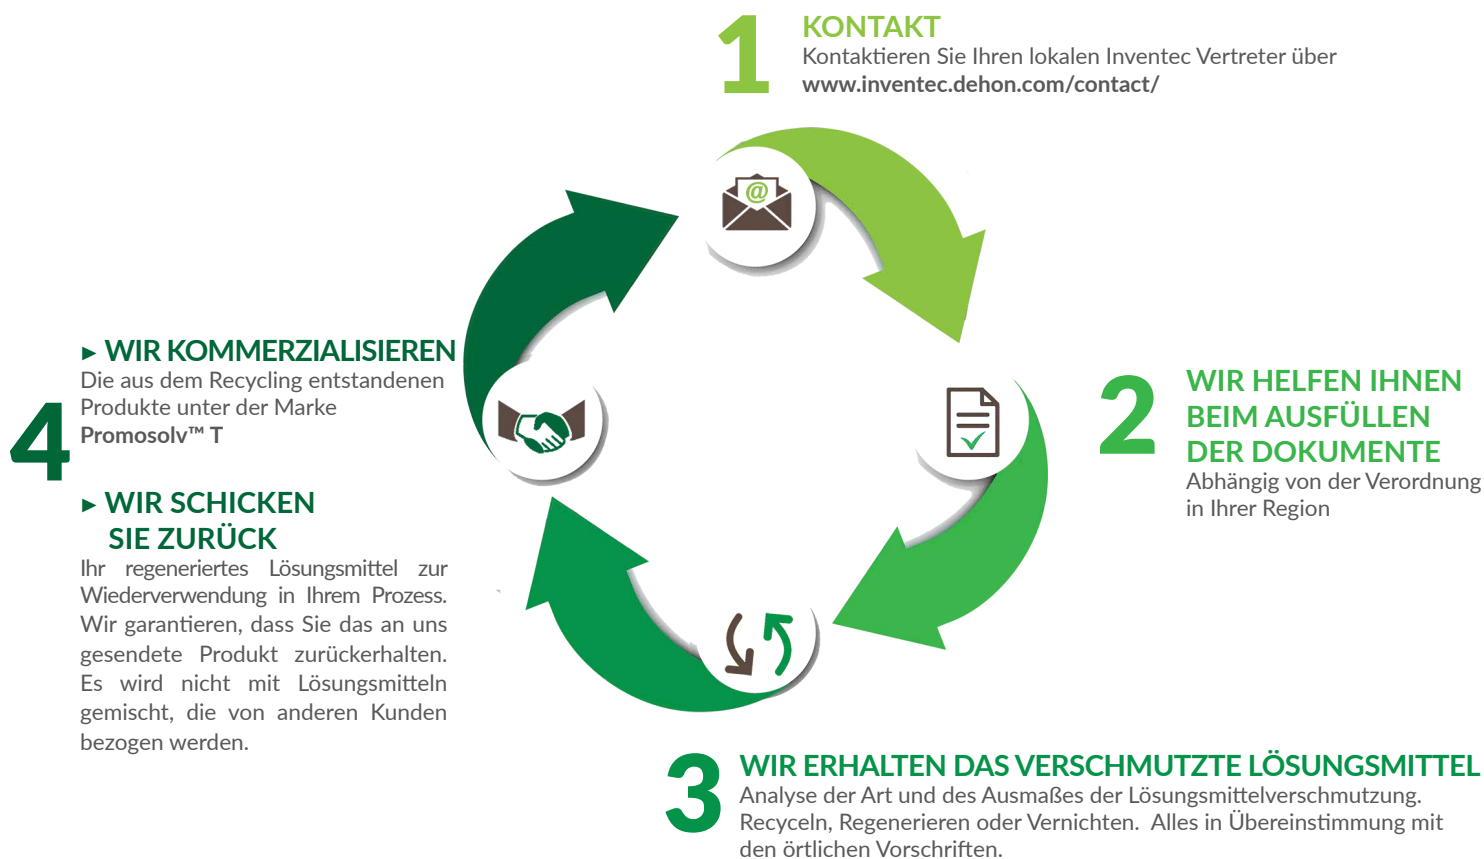 1
KONTAKT
Kontaktieren Sie Ihren lokalen Inventec Vertreter über
www.inventec.dehon.com/contact/
@
2
WIR HELFEN IHNEN
BEIM AUSFÜLLEN
DER DOKUMENTE
Abhängig von der Verordnung
in Ihrer Region
3
WIR ERHALTEN DAS VERSCHMUTZTE LÖSUNGSMITTEL
Analyse der Art und des Ausmaßes der Lösungsmittelverschmutzung.
Recyceln, Regenerieren oder Vernichten.  Alles in Übereinstimmung mit
den örtlichen Vorschriften.
4
► WIR KOMMERZIALISIEREN
Die aus dem Recycling entstandenen
Produkte unter der Marke
Promosolv™ T
► WIR SCHICKEN
SIE ZURÜCK
Ihr regeneriertes Lösungsmittel zur
Wiederverwendung in Ihrem Prozess.
Wir garantieren, dass Sie das an uns
gesendete Produkt zurückerhalten.
Es wird nicht mit Lösungsmitteln
gemischt, die von anderen Kunden
bezogen werden.